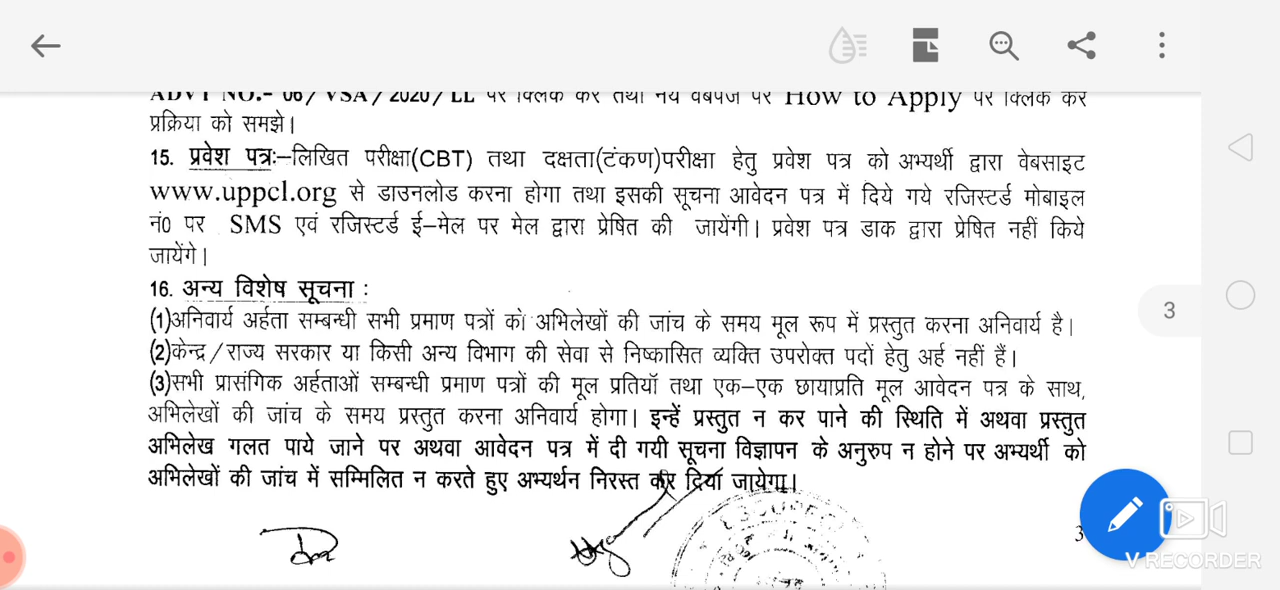 ADVT NO.- 06/VSA/2020/LL पर क्लिक करें तथा नये वेबपेज पर How to Apply पर क्लिक कर
प्रक्रिया को समझे।
15. प्रवेश पत्रः–लिखित परीक्षा(CBT) तथा दक्षता(टंकण)परीक्षा हेतु प्रवेश पत्र को अभ्यर्थी द्वारा वेबसाइट
www.uppcl.org से डाउनलोड करना होगा तथा इसकी सूचना आवेदन पत्र में दिये गये रजिस्टर्ड मोबाइल
नं0 पर SMS एवं रजिस्टर्ड ई–मेल पर मेल द्वारा प्रेषित की जायेंगी। प्रवेश पत्र डाक द्वारा प्रेषित नहीं किये
जायेंगे।
16. अन्य विशेष सूचना :
(1)अनिवार्य अर्हता सम्बन्धी सभी प्रमाण पत्रों को अभिलेखों की जांच के समय मूल रूप में प्रस्तुत करना अनिवार्य है।
3
(2)केन्द्र/राज्य सरकार या किसी अन्य विभाग की सेवा से निष्कासित व्यक्ति उपरोक्त पदों हेतु अर्ह नहीं हैं।
(3)सभी प्रासंगिक अर्हताओं सम्बन्धी प्रमाण पत्रों की मूल प्रतियॉ तथा एक–एक छायाप्रति मूल आवेदन पत्र के साथ,
अभिलेखों की जांच के समय प्रस्तुत करना अनिवार्य होगा। इन्हें प्रस्तुत न कर पाने की स्थिति में अथवा प्रस्तुत
अभिलेख गलत पाये जाने पर अथवा आवेदन पत्र में दी गयी सूचना विज्ञापन के अनुरुप न होने पर अभ्यर्थी को
अभिलेखों की जांच में सम्मिलित न करते हुए अभ्यर्थन निरस्त कर दिया जायेगा।
3
V RECORDER